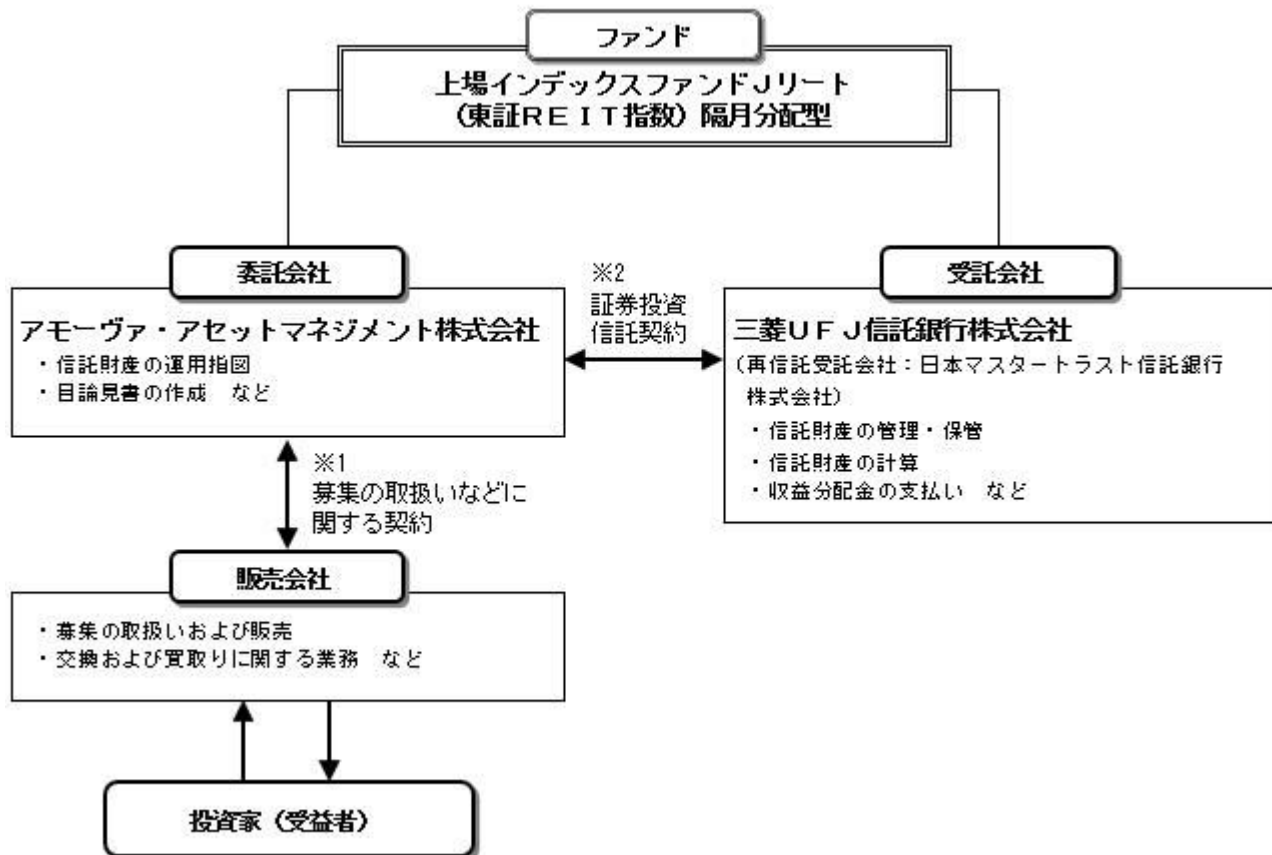 ファンド
上場インデックスファンドJリート
(東証REIT指数)隔月分配型
委託会社
アモーヴァ・アセットマネジメント株式会社
・信託財産の運用指図
・目論見書の作成 など
※2
証券投資
信託契約
受託会社
三菱UFJ信託銀行株式会社
(再信託受託会社:日本マスタートラスト信託銀行
株式会社)
・信託財産の管理・保管
・信託財産の計算
・収益分配金の支払い など
※1
募集の取扱いなどに
関する契約
販売会社
・募集の取扱いおよび販売
・交換および買取りに関する業務 など
投資家(受益者)